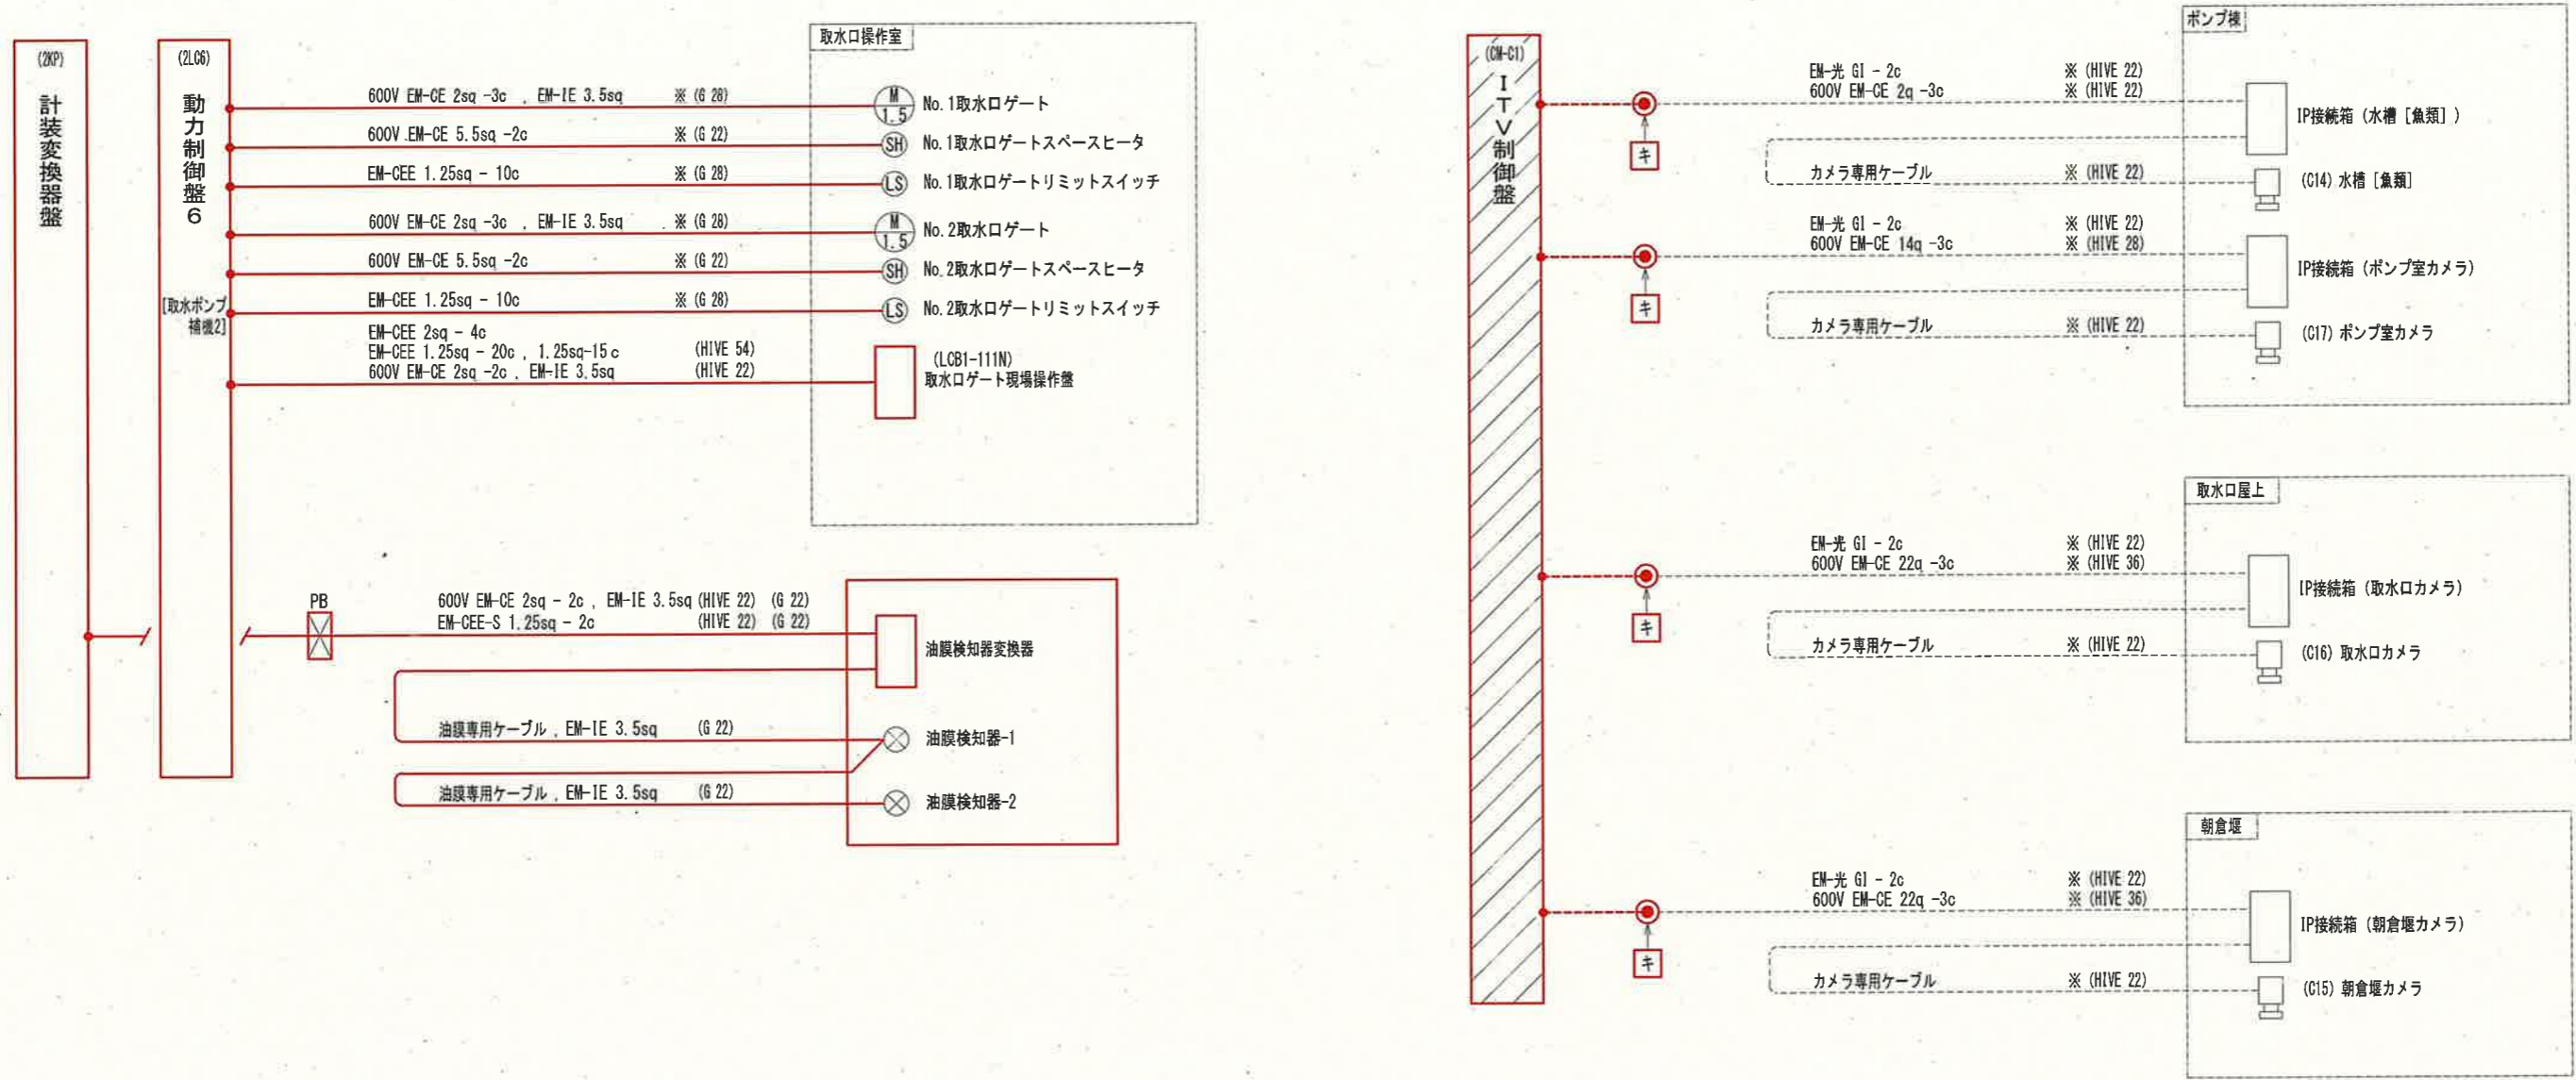 (2KP)
計装変換器盤
(2LC6)
動力制御盤6
[取水ポンプ
補機2]
取水口操作室
600V EM-CE 2sq -3c , EM-IE 3.5sq ※ (G 28)
M
1.5
No.1取水口ゲート
600V.EM-CE 5.5sq -2c ※ (G 22)
SH
No.1取水口ゲートスペースヒータ
EM-CEE 1.25sq - 10c ※ (G 28)
LS
No.1取水口ゲートリミットスイッチ
600V EM-CE 2sq -3c , EM-IE 3.5sq ※ (G 28)
M
1.5
No.2取水口ゲート
600V EM-CE 5.5sq -2c ※ (G 22)
SH
No.2取水口ゲートスペースヒータ
EM-CEE 1.25sq - 10c ※ (G 28)
LS
No.2取水口ゲートリミットスイッチ
EM-CEE 2sq - 4c
EM-CEE 1.25sq - 20c , 1.25sq-15c (HIVE 54)
600V EM-CE 2sq -2c , EM-IE 3.5sq (HIVE 22)
(LCB1-111N)
取水口ゲート現場操作盤
PB
600V EM-CE 2sq - 2c , EM-IE 3.5sq (HIVE 22) (G 22)
EM-CEE-S 1.25sq - 2c (HIVE 22) (G 22)
油膜検知器変換器
油膜専用ケーブル , EM-IE 3.5sq (G 22)
油膜検知器-1
油膜専用ケーブル , EM-IE 3.5sq (G 22)
油膜検知器-2
(CM-C1)
ITV制御盤
ポンプ棟
EM-光 GI - 2c ※ (HIVE 22)
600V EM-CE 2q -3c ※ (HIVE 22)
キ
IP接続箱 (水槽 [魚類] )
カメラ専用ケーブル ※ (HIVE 22)
(C14) 水槽 [魚類]
EM-光 GI - 2c ※ (HIVE 22)
600V EM-CE 14q -3c ※ (HIVE 28)
キ
IP接続箱 (ポンプ室カメラ)
カメラ専用ケーブル ※ (HIVE 22)
(C17) ポンプ室カメラ
取水口屋上
EM-光 GI - 2c ※ (HIVE 22)
600V EM-CE 22q -3c ※ (HIVE 36)
キ
IP接続箱 (取水口カメラ)
カメラ専用ケーブル ※ (HIVE 22)
(C16) 取水口カメラ
朝倉堰
EM-光 GI - 2c ※ (HIVE 22)
600V EM-CE 22q -3c ※ (HIVE 36)
キ
IP接続箱 (朝倉堰カメラ)
カメラ専用ケーブル ※ (HIVE 22)
(C15) 朝倉堰カメラ